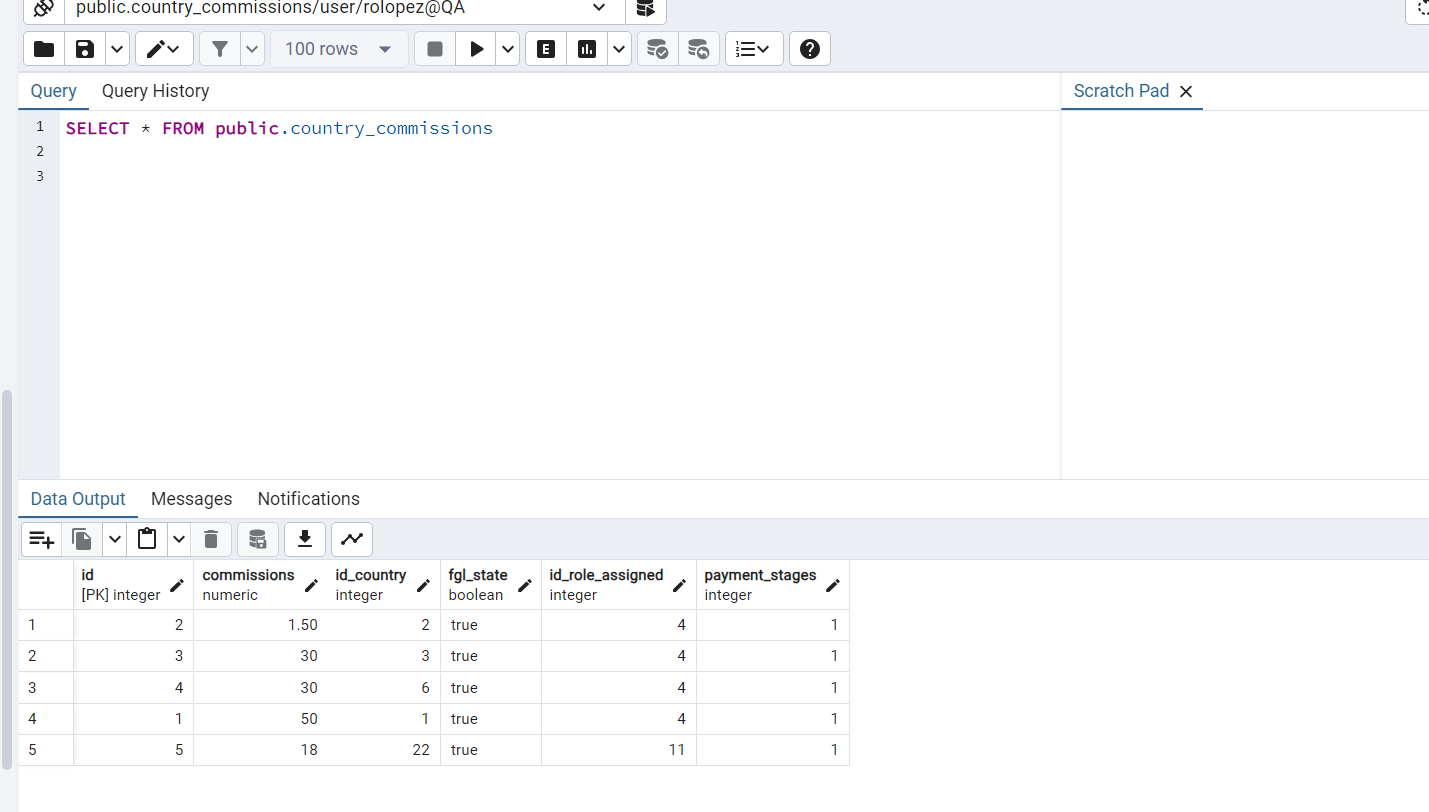 public.country_commissions/user/rolopez@QA
100 rows
E
Query Query History Scratch Pad
1 SELECT * FROM public.country_commissions
2
3
Data Output Messages Notifications
id commissions id_country fgl_state id_role_assigned payment_stages
[PK] integer numeric integer boolean integer integer
1 2 1.50 2 true 4 1
2 3 30 3 true 4 1
3 4 30 6 true 4 1
4 1 50 1 true 4 1
5 5 18 22 true 11 1